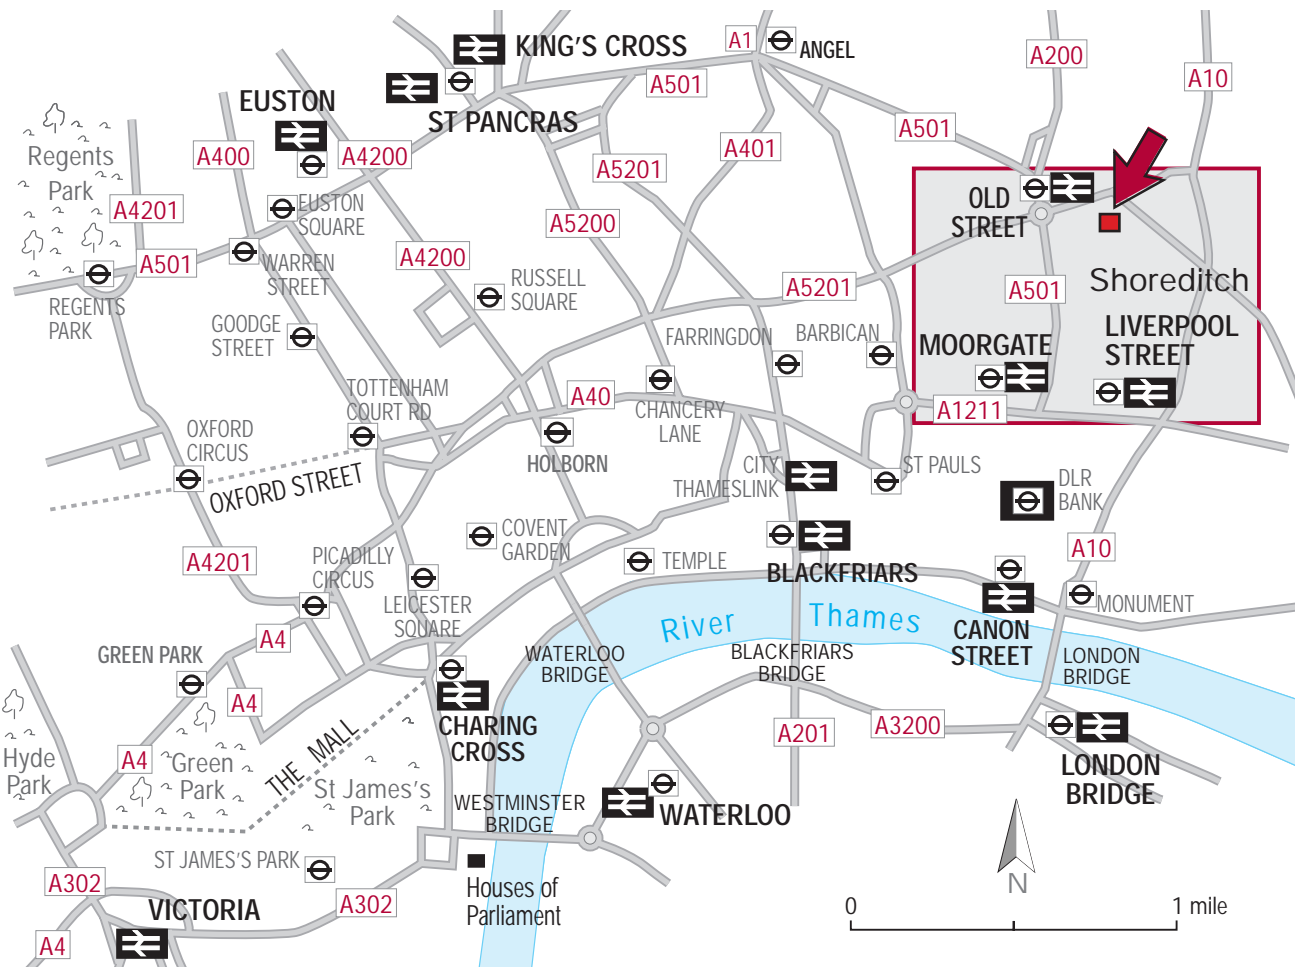 KING'S CROSS
A1
ANGEL
A200
A10
A501
EUSTON
ST PANCRAS
A501
Regents
Park
A400
A4200
A5201
A401
A4201
EUSTON
SQUARE
A5200
OLD
STREET
A501
WARREN
STREET
A4200
RUSSELL
SQUARE
A5201
A501
Shoreditch
REGENTS
PARK
GOODGE
STREET
FARRINGDON
BARBICAN
MOORGATE
LIVERPOOL
STREET
TOTTENHAM
COURT RD
A40
CHANCERY
LANE
A1211
OXFORD
CIRCUS
HOLBORN
OXFORD STREET
CITY
THAMESLINK
ST PAULS
DLR
BANK
COVENT
GARDEN
A4201
PICADILLY
CIRCUS
TEMPLE
BLACKFRIARS
A10
LEICESTER
SQUARE
MONUMENT
River Thames
CANON
STREET
A4
GREEN PARK
WATERLOO
BRIDGE
BLACKFRIARS
BRIDGE
LONDON
BRIDGE
A4
CHARING
CROSS
A201
A3200
THE MALL
Hyde
Park
A4
Green
Park
St James's
Park
LONDON
BRIDGE
WESTMINSTER
BRIDGE
WATERLOO
ST JAMES'S PARK
Houses of
Parliament
N
A302
A302
VICTORIA
A4
0
1 mile